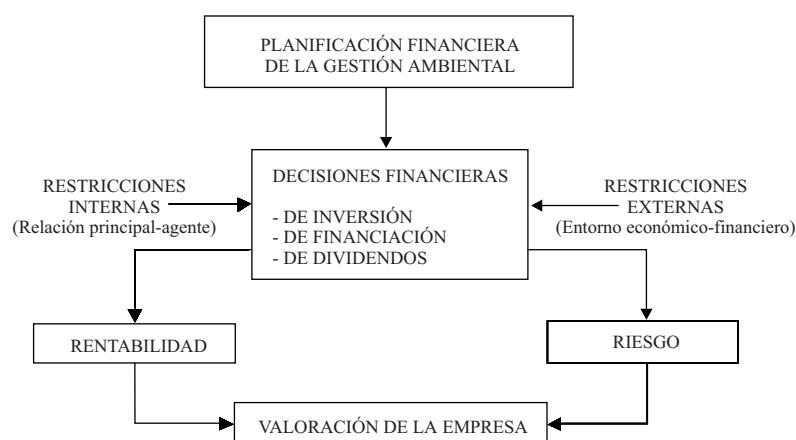 PLANIFICACIÓN FINANCIERA
DE LA GESTIÓN AMBIENTAL
RESTRICCIONES
INTERNAS
(Relación principal-agente)
DECISIONES FINANCIERAS
- DE INVERSIÓN
- DE FINANCIACIÓN
- DE DIVIDENDOS
RESTRICCIONES
EXTERNAS
(Entorno económico-financiero)
RENTABILIDAD
RIESGO
VALORACIÓN DE LA EMPRESA